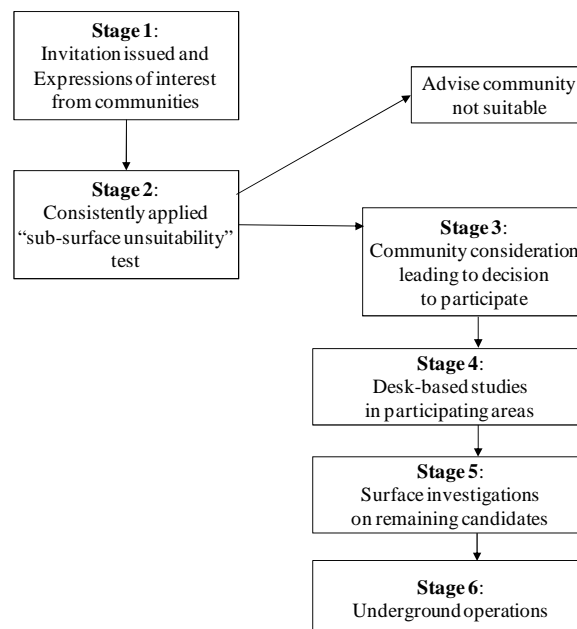 Stage 1:
Invitation issued and
Expressions of interest
from communities
Advise community
not suitable
Stage 2:
Consistently applied
“sub-surface unsuitability”
test
Stage 3:
Community consideration
leading to decision
to participate
Stage 4:
Desk-based studies
in participating areas
Stage 5:
Surface investigations
on remaining candidates
Stage 6:
Underground operations